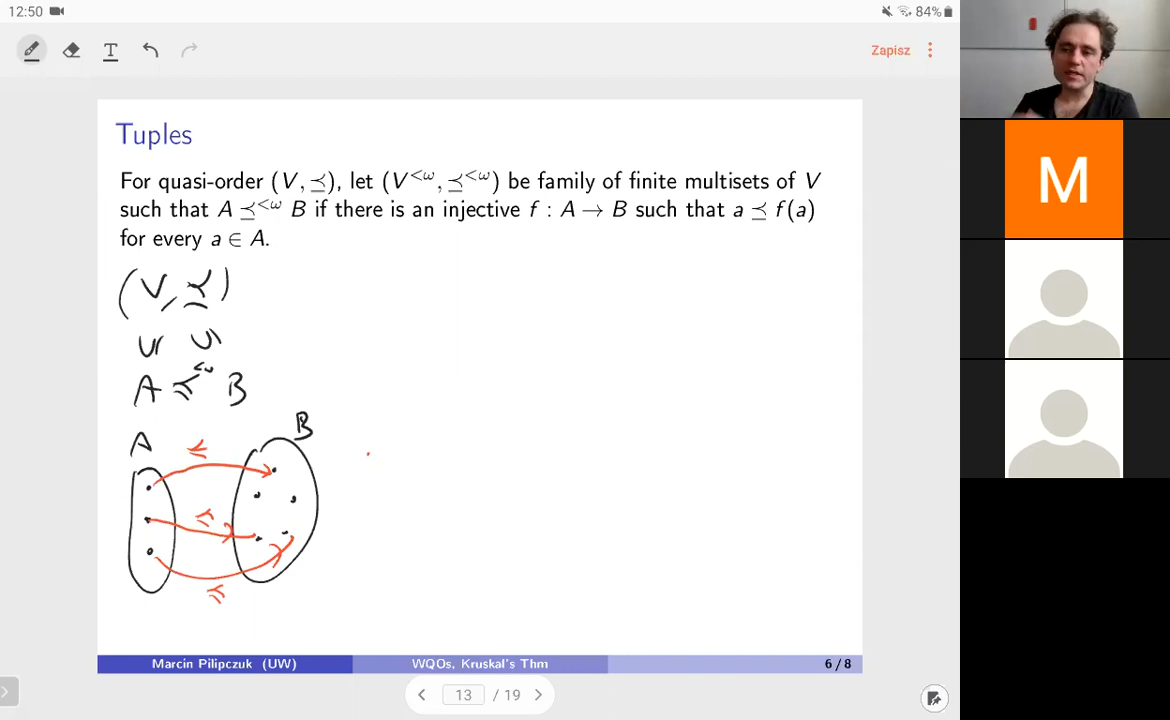 12:50
84%
T
Zapisz
Tuples
For quasi-order (V, ⪯), let (V^{<ω}, ⪯^{<ω}) be family of finite multisets of V
such that A ⪯^{<ω} B if there is an injective f : A → B such that a ⪯ f(a)
for every a ∈ A.
(V, ⪯)
A ⪯^{<ω} B
A
B
⪯
⪯
⪯
Marcin Pilipczuk (UW)
WQOs, Kruskal's Thm
6 / 8
13 / 19
M